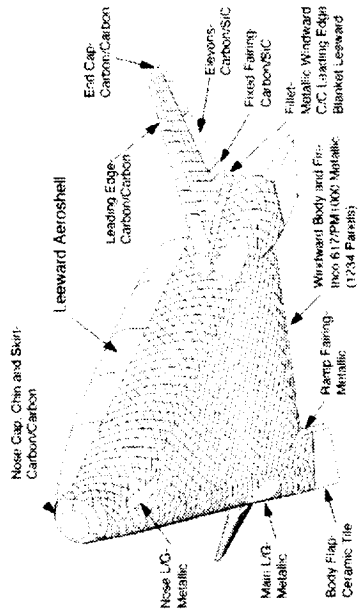 Nose Cap, Chin and Skirt-
Carbon/Carbon
Leeward Aeroshell
Leading Edge-
Carbon/Carbon
End Cap-
Carbon/Carbon
Elevons-
Carbon/SiC
Fixed Fairing-
Carbon/SiC
Fillet-
Metallic Windward
C/C Leading Edge
Blanket Leeward
Windward Body and Fin-
Inco 617/PM1000 Metallic
(1234 Panels)
Ramp Fairing-
Metallic
Nose L/G-
Metallic
Main L/G-
Metallic
Body Flap-
Ceramic Tile